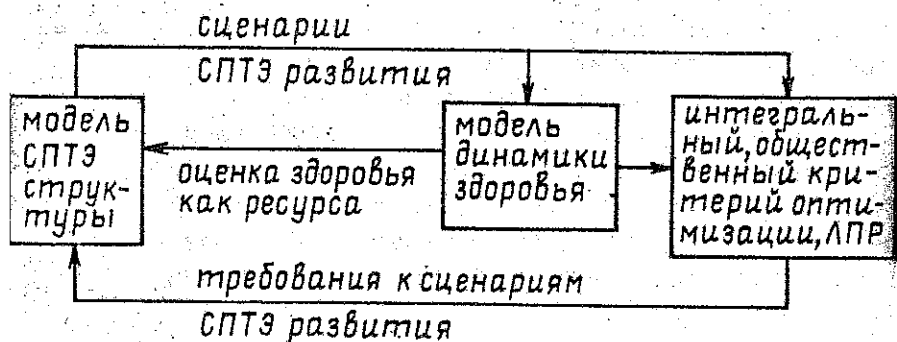 сценарии
СПТЭ развития
модель
СПТЭ
струк-
туры
оценка здоровья
как ресурса
модель
динамики
здоровья
интеграль-
ный, общест-
венный кри-
терий опти-
мизации, ЛПР
требования к сценариям
СПТЭ развития